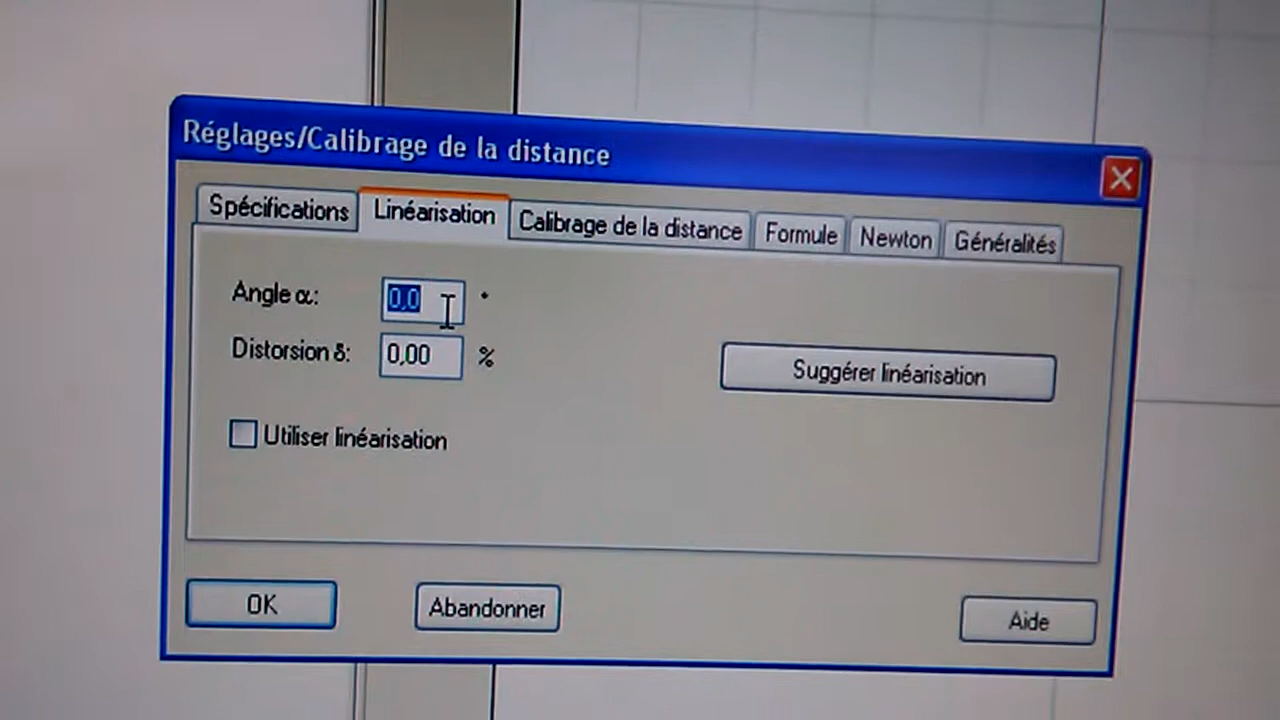 Réglages/Calibrage de la distance
Spécifications Linéarisation Calibrage de la distance Formule Newton Généralités
Angle α: 0,0 °
Distorsion δ: 0,00 %
Suggérer linéarisation
Utiliser linéarisation
OK Abandonner Aide